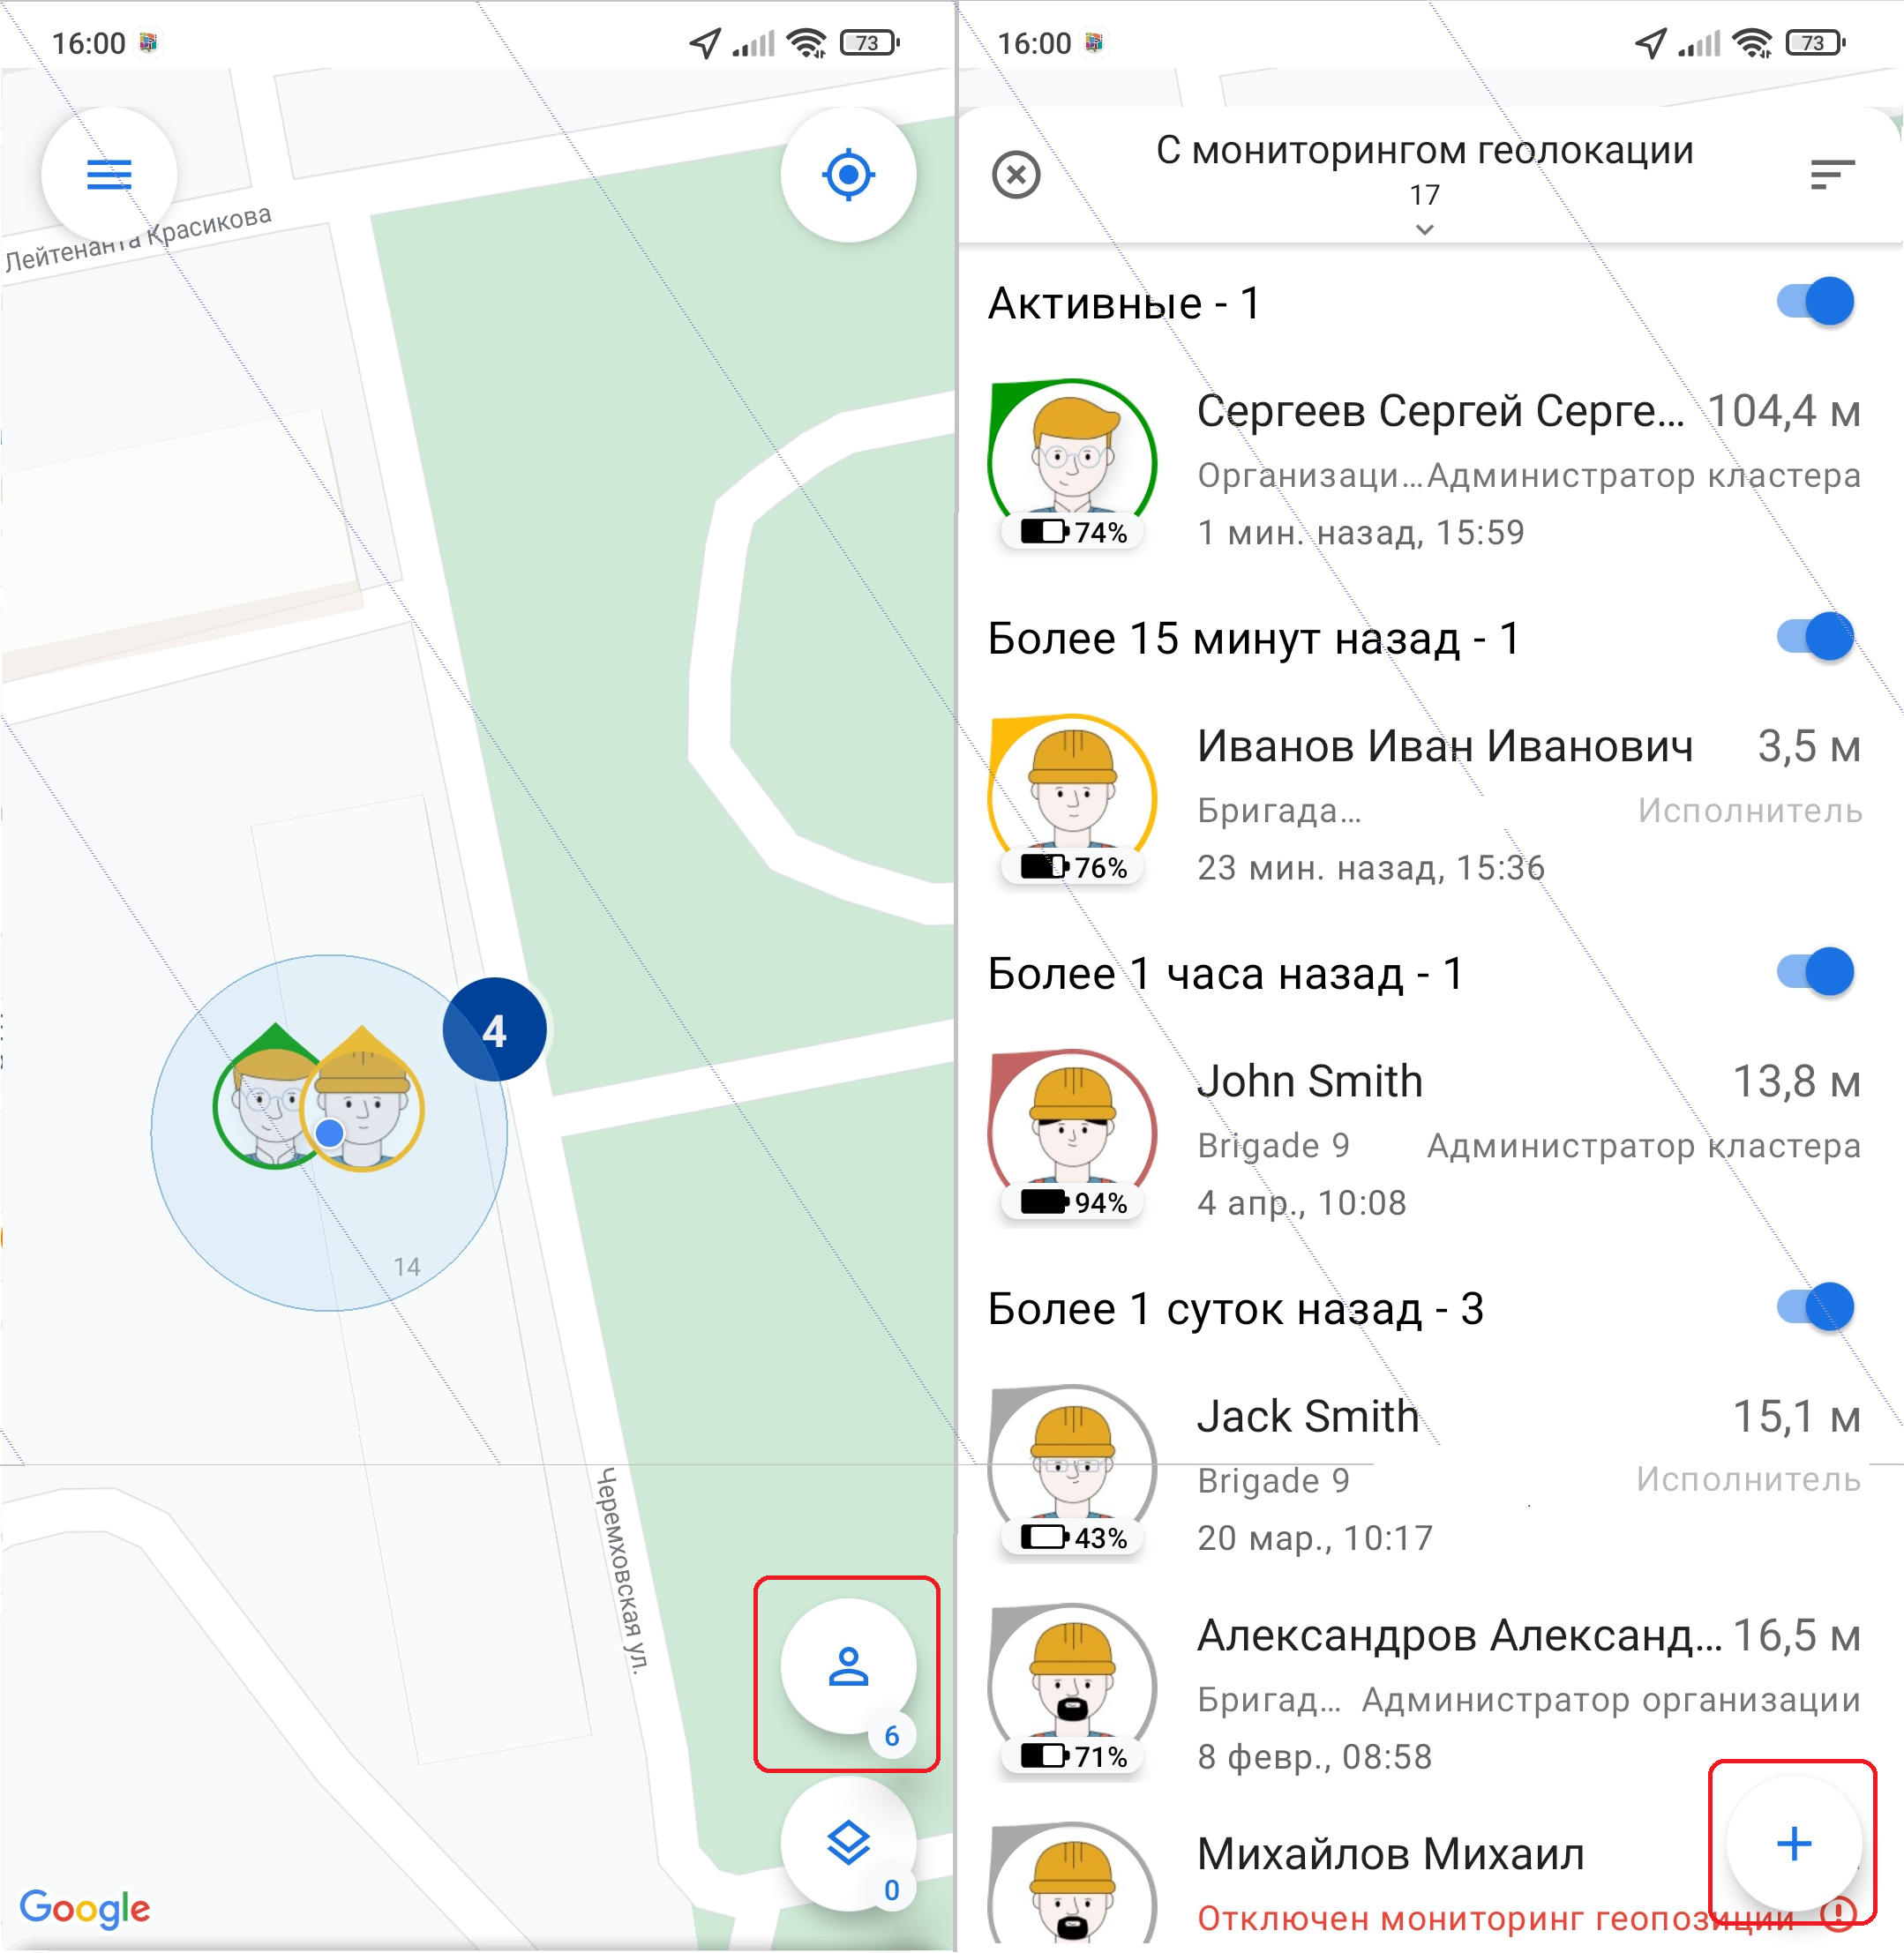 16:00
73
Лейтенанта Красикова
4
14
Черемховская ул.
6
0
Google
16:00
73
С мониторингом геолокации
17
Активные - 1
Сергеев Сергей Серге... 104,4 м
Организаци... Администратор кластера
74% 1 мин. назад, 15:59
Более 15 минут назад - 1
Иванов Иван Иванович 3,5 м
Бригада... Исполнитель
76% 23 мин. назад, 15:36
Более 1 часа назад - 1
John Smith 13,8 м
Brigade 9 Администратор кластера
94% 4 апр., 10:08
Более 1 суток назад - 3
Jack Smith 15,1 м
Brigade 9 Исполнитель
43% 20 мар., 10:17
Александров Александ... 16,5 м
Бригад... Администратор организации
71% 8 февр., 08:58
Михайлов Михаил
Отключен мониторинг геопозиции